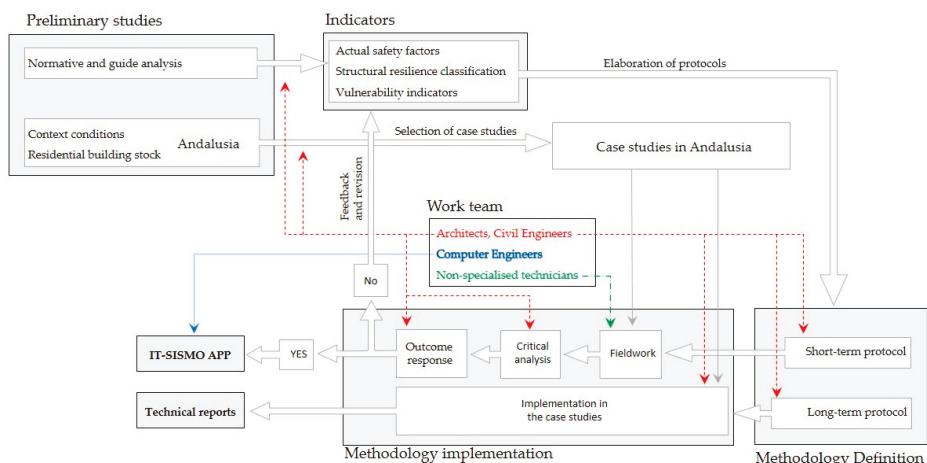 Preliminary studies
Indicators
Normative and guide analysis
Actual safety factors
Structural resilience classification
Vulnerability indicators
Elaboration of protocols
Context conditions
Residential building stock
Andalusia
Selection of case studies
Case studies in Andalusia
Feedback
and revision
Work team
Architects, Civil Engineers
Computer Engineers
Non-specialised technicians
No
IT-SISMO APP
YES
Outcome
response
Critical
analysis
Fieldwork
Short-term protocol
Technical reports
Implementation in
the case studies
Long-term protocol
Methodology implementation
Methodology Definition